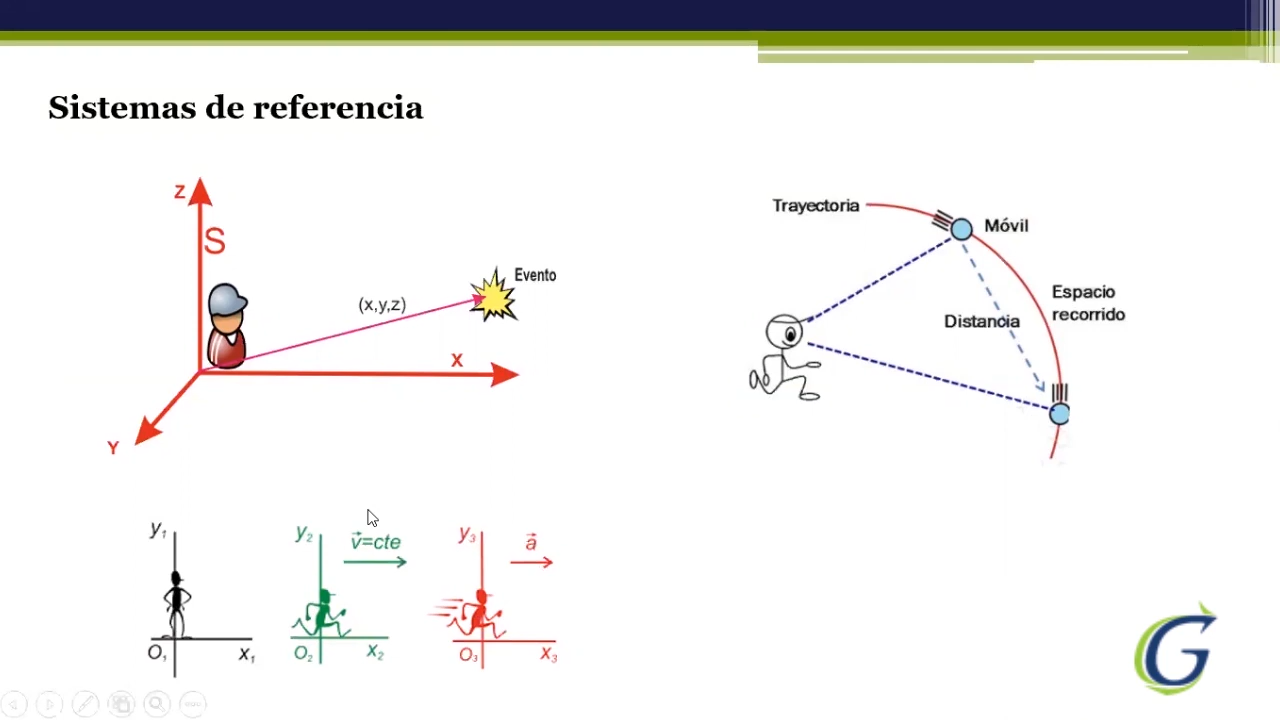 Sistemas de referencia
Z
S
Evento
(x,y,z)
X
Y
Trayectoria
Móvil
Espacio
recorrido
Distancia
y₁
O₁
x₁
y₂
v⃗=cte
O₂
x₂
y₃
a⃗
O₃
x₃
G